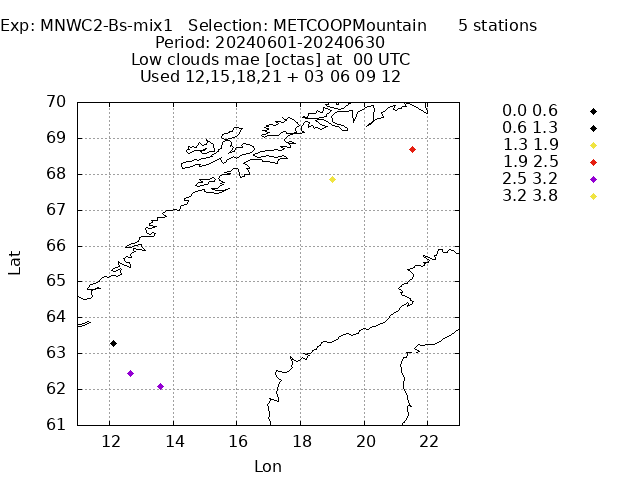 Exp: MNWC2-Bs-mix1 Selection: METCOOPMountain 5 stations
Period: 20240601-20240630
Low clouds mae [octas] at 00 UTC
Used 12,15,18,21 + 03 06 09 12
70
69
68
67
66
65
64
63
62
61
12 14 16 18 20 22
Lat
Lon
0.0 0.6
0.6 1.3
1.3 1.9
1.9 2.5
2.5 3.2
3.2 3.8